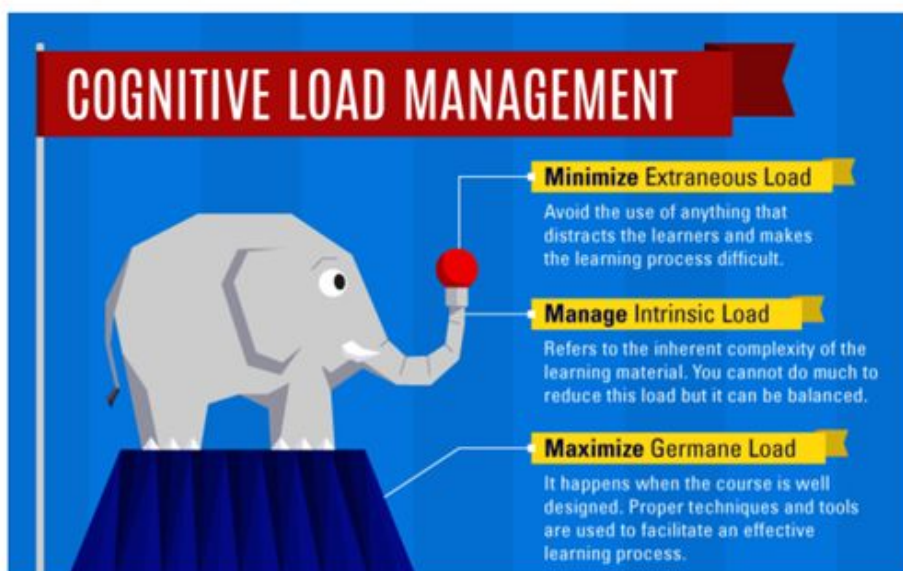 COGNITIVE LOAD MANAGEMENT
Minimize Extraneous Load
Avoid the use of anything that
distracts the learners and makes
the learning process difficult.
Manage Intrinsic Load
Refers to the inherent complexity of the
learning material. You cannot do much to
reduce this load but it can be balanced.
Maximize Germane Load
It happens when the course is well
designed. Proper techniques and tools
are used to facilitate an effective
learning process.